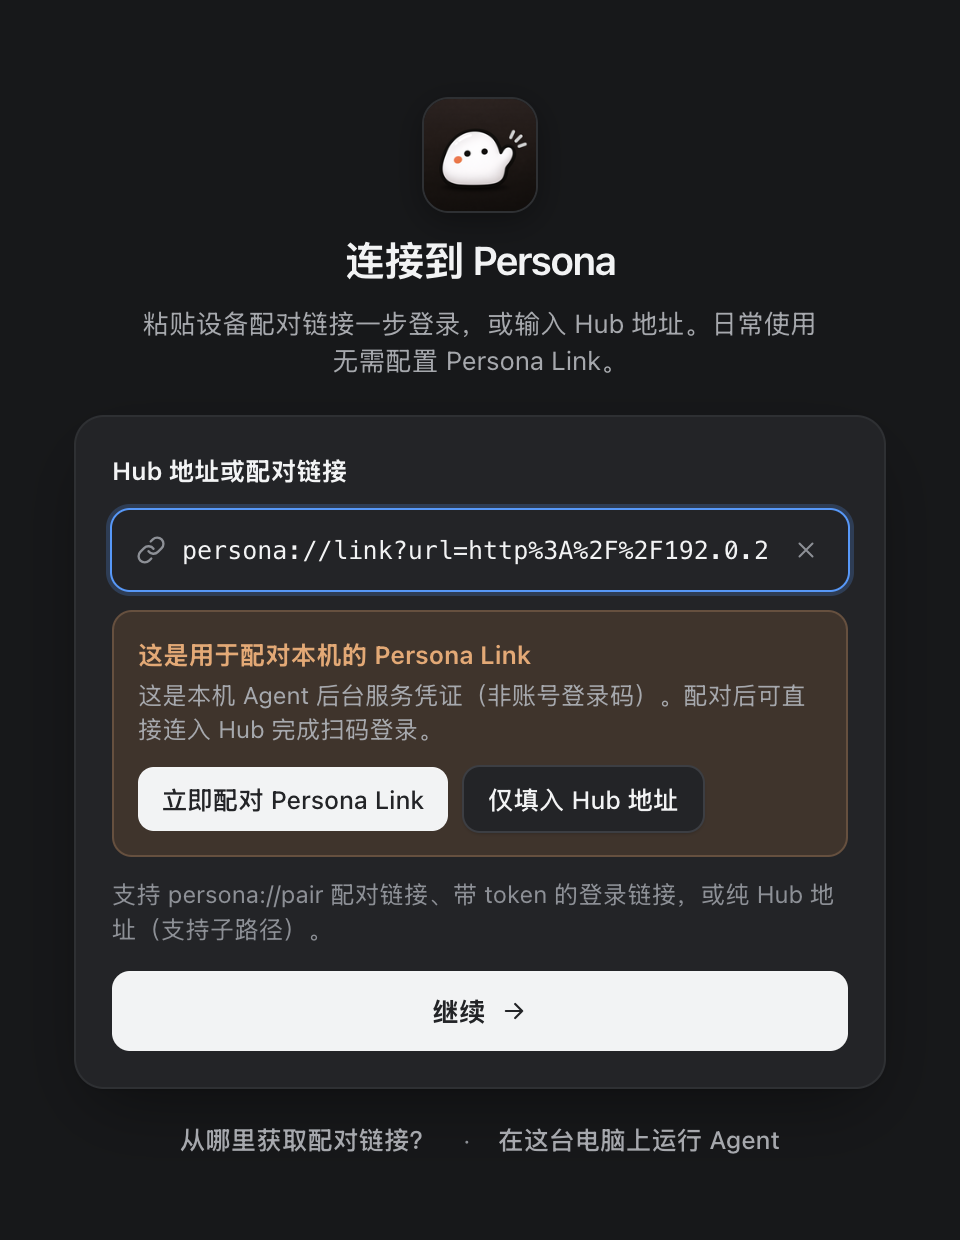 连接到 Persona
粘贴设备配对链接一步登录，或输入 Hub 地址。日常使用
无需配置 Persona Link。
Hub 地址或配对链接
persona://link?url=http%3A%2F%2F192.0.2
这是用于配对本机的 Persona Link
这是本机 Agent 后台服务凭证（非账号登录码）。配对后可直
接连入 Hub 完成扫码登录。
立即配对 Persona Link
仅填入 Hub 地址
支持 persona://pair 配对链接、带 token 的登录链接，或纯 Hub 地
址（支持子路径）。
继续 →
从哪里获取配对链接? · 在这台电脑上运行 Agent